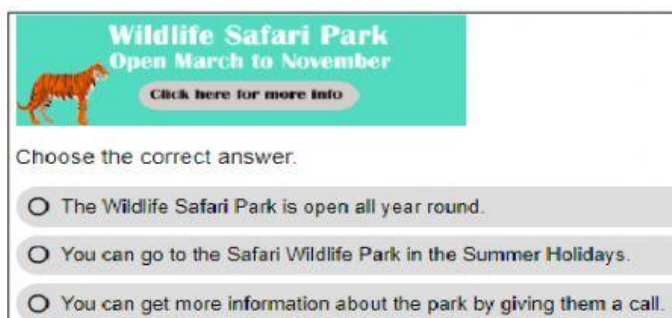 Wildlife Safari Park
Open March to November
Click here for more info
Choose the correct answer.
The Wildlife Safari Park is open all year round.
You can go to the Safari Wildlife Park in the Summer Holidays.
You can get more information about the park by giving them a call.